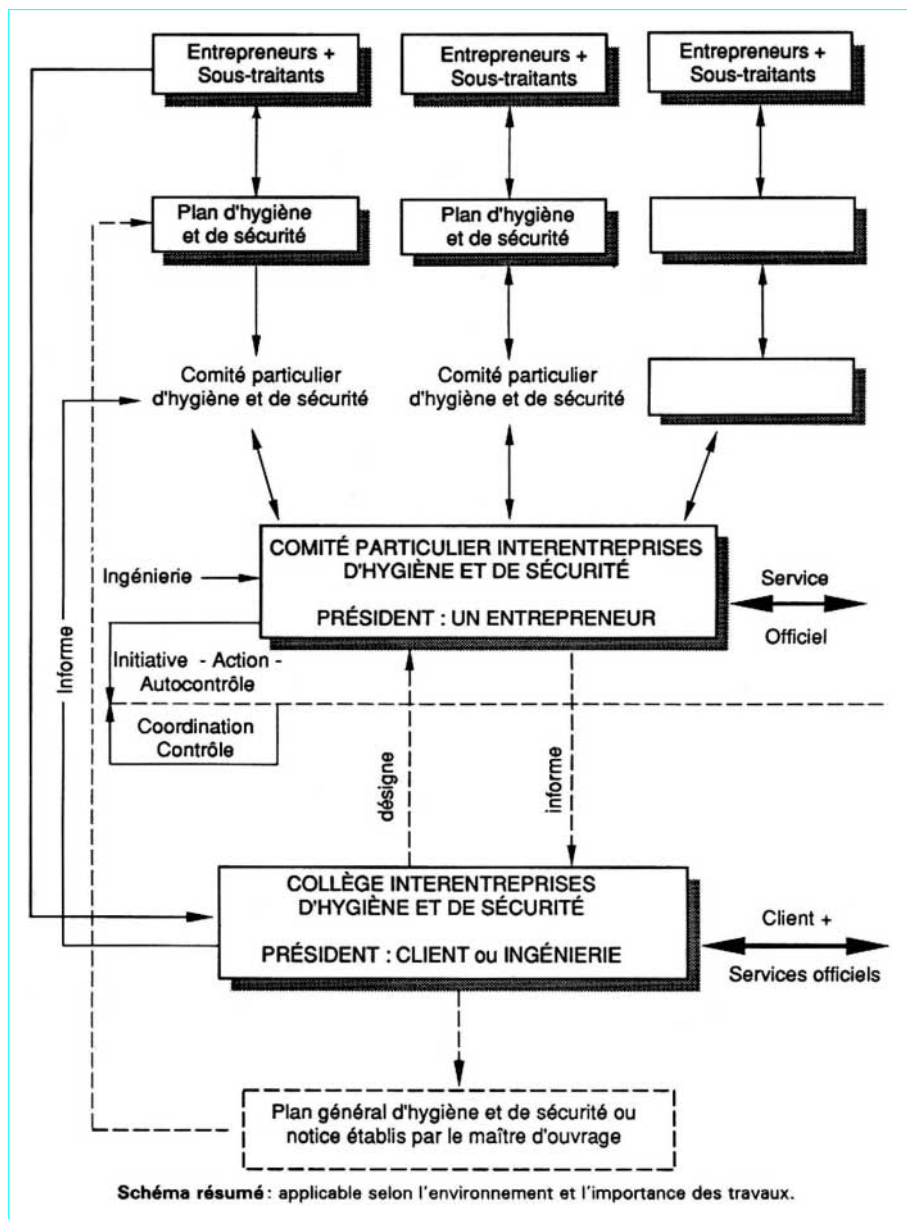 Entrepreneurs +
Sous-traitants
Entrepreneurs +
Sous-traitants
Entrepreneurs +
Sous-traitants
Plan d'hygiène
et de sécurité
Plan d'hygiène
et de sécurité
Comité particulier
d'hygiène et de sécurité
Comité particulier
d'hygiène et de sécurité
COMITÉ PARTICULIER INTERENTREPRISES
D'HYGIÈNE ET DE SÉCURITÉ
PRÉSIDENT : UN ENTREPRENEUR
Ingénierie
Service
Officiel
Informe
Initiative - Action -
Autocontrôle
Coordination
Contrôle
désigne
informe
COLLÈGE INTERENTREPRISES
D'HYGIÈNE ET DE SÉCURITÉ
PRÉSIDENT : CLIENT ou INGÉNIERIE
Client +
Services officiels
Plan général d'hygiène et de sécurité ou
notice établis par le maître d'ouvrage
Schéma résumé : applicable selon l'environnement et l'importance des travaux.